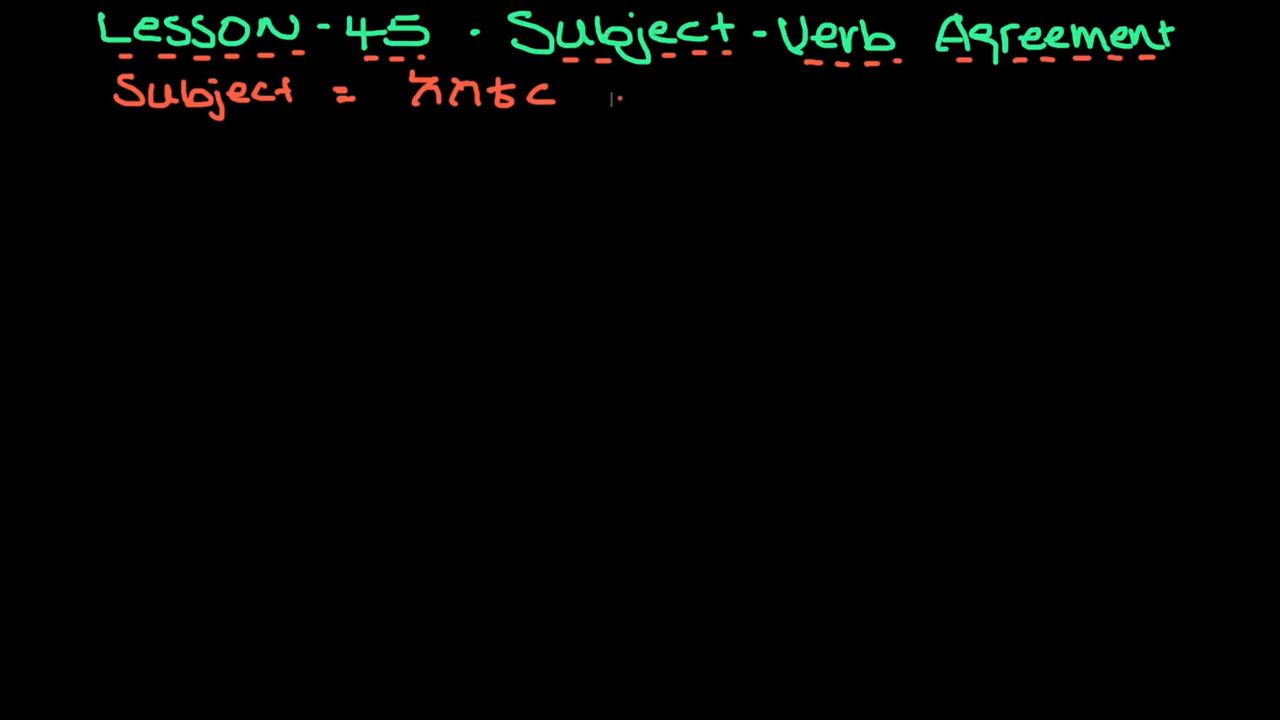 LESSON - 45 . Subject - Verb Agreement
Subject =